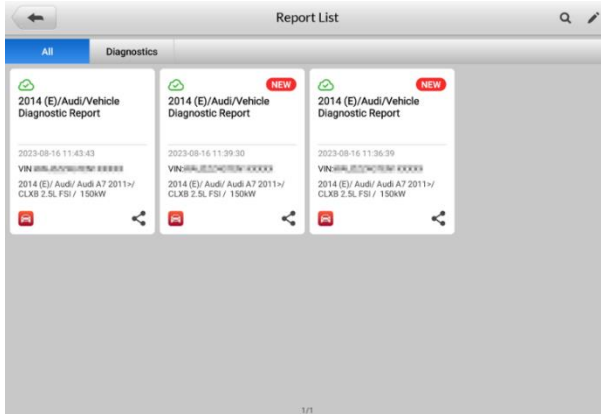 Report List
All
Diagnostics
2014 (E)/Audi/Vehicle
Diagnostic Report
2023-08-16 11:43:43
VIN
2014 (E)/ Audi/ Audi A7 2011>/
CLXB 2.5L FSI / 150kW
NEW
2014 (E)/Audi/Vehicle
Diagnostic Report
2023-08-16 11:39:30
VIN:
2014 (E)/ Audi/ Audi A7 2011>/
CLXB 2.5L FSI / 150kW
NEW
2014 (E)/Audi/Vehicle
Diagnostic Report
2023-08-16 11:36:39
VIN:
2014 (E)/ Audi/ Audi A7 2011>/
CLXB 2.5L FSI / 150kW
1/1